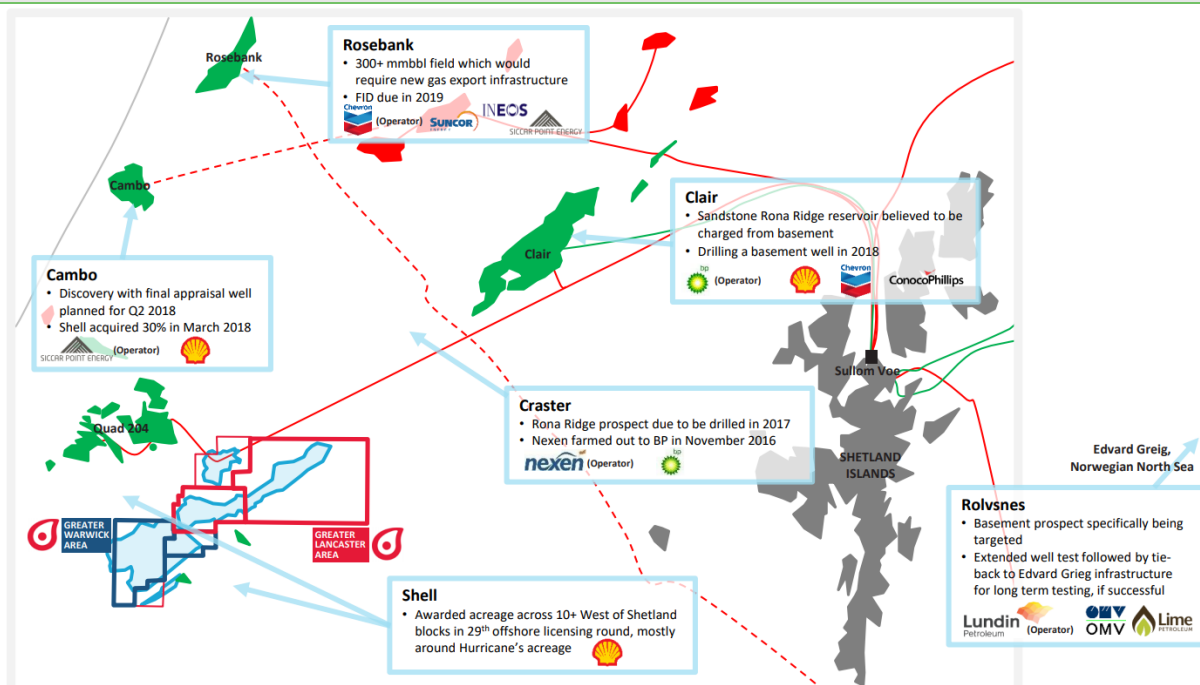 Rosebank
Rosebank
• 300+ mmbbl field which would
require new gas export infrastructure
• FID due in 2019
Chevron
(Operator)
SUNCOR
ENERGY
INEOS
SICCAR POINT ENERGY
Cambo
Clair
Clair
• Sandstone Rona Ridge reservoir believed to be
charged from basement
• Drilling a basement well in 2018
bp
(Operator)
Chevron
ConocoPhillips
Cambo
• Discovery with final appraisal well
planned for Q2 2018
• Shell acquired 30% in March 2018
SICCAR POINT ENERGY
(Operator)
Sullom Voe
Craster
• Rona Ridge prospect due to be drilled in 2017
• Nexen farmed out to BP in November 2016
nexen (Operator)
bp
Quad 204
SHETLAND
ISLANDS
Edvard Greig,
Norwegian North Sea
GREATER
WARWICK
AREA
GREATER
LANCASTER
AREA
Rolvsnes
• Basement prospect specifically being
targeted
• Extended well test followed by tie-
back to Edvard Grieg infrastructure
for long term testing, if successful
Lundin
Petroleum
(Operator)
OMV
OMV
Lime
PETROLEUM
Shell
• Awarded acreage across 10+ West of Shetland
blocks in 29th offshore licensing round, mostly
around Hurricane's acreage